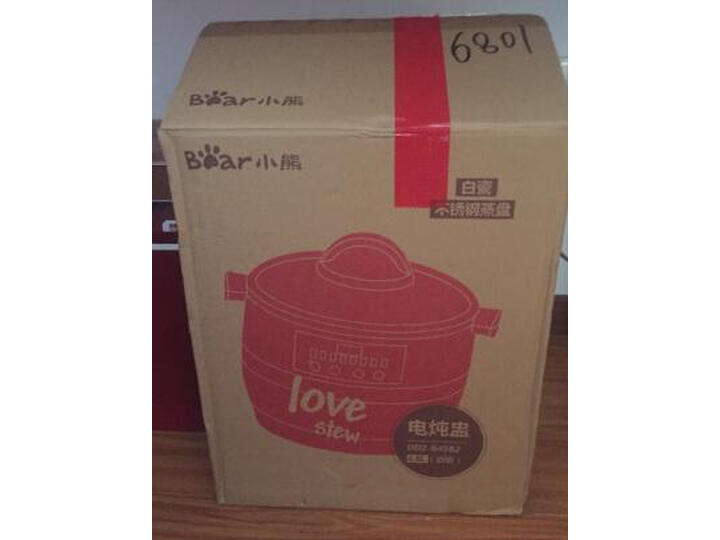 6801
Bear小熊
Bear小熊
白瓷
不锈钢蒸盘
love
stew
电炖盅